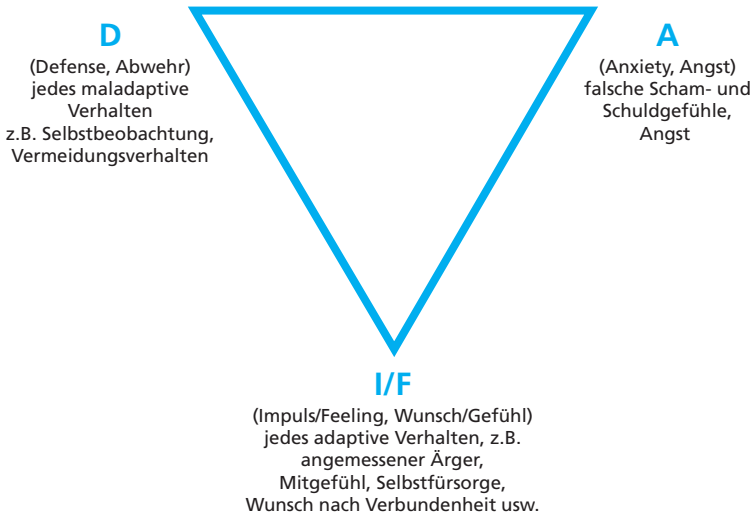 D
(Defense, Abwehr)
jedes maladaptive
Verhalten
z.B. Selbstbeobachtung,
Vermeidungsverhalten
A
(Anxiety, Angst)
falsche Scham- und
Schuldgefühle,
Angst
I/F
(Impuls/Feeling, Wunsch/Gefühl)
jedes adaptive Verhalten, z.B.
angemessener Ärger,
Mitgefühl, Selbstfürsorge,
Wunsch nach Verbundenheit usw.